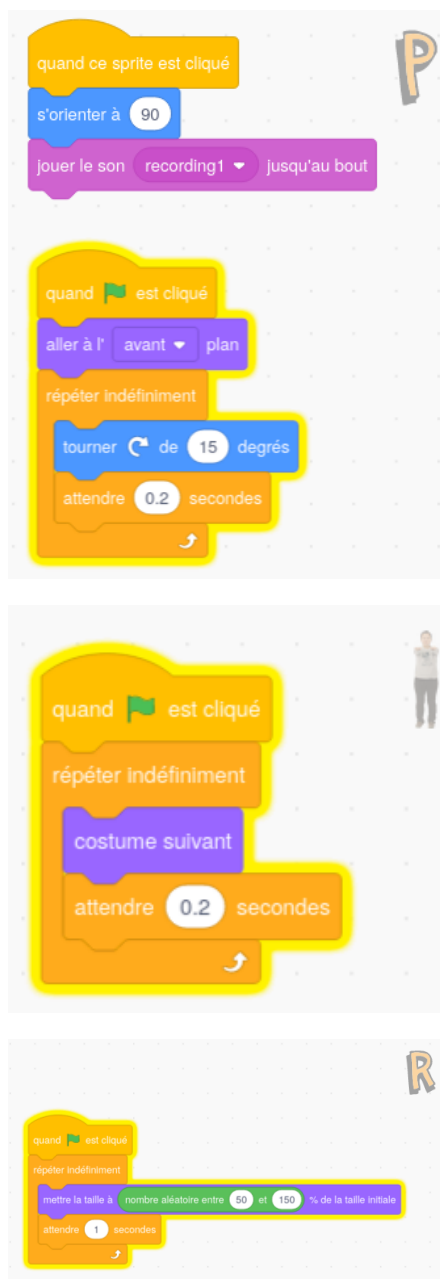 P
quand ce sprite est cliqué
s'orienter à 90
jouer le son recording1 jusqu'au bout
quand est cliqué
aller à l' avant plan
répéter indéfiniment
tourner de 15 degrés
attendre 0.2 secondes
quand est cliqué
répéter indéfiniment
costume suivant
attendre 0.2 secondes
R
quand est cliqué
répéter indéfiniment
mettre la taille à nombre aléatoire entre 50 et 150 % de la taille initiale
attendre 1 secondes